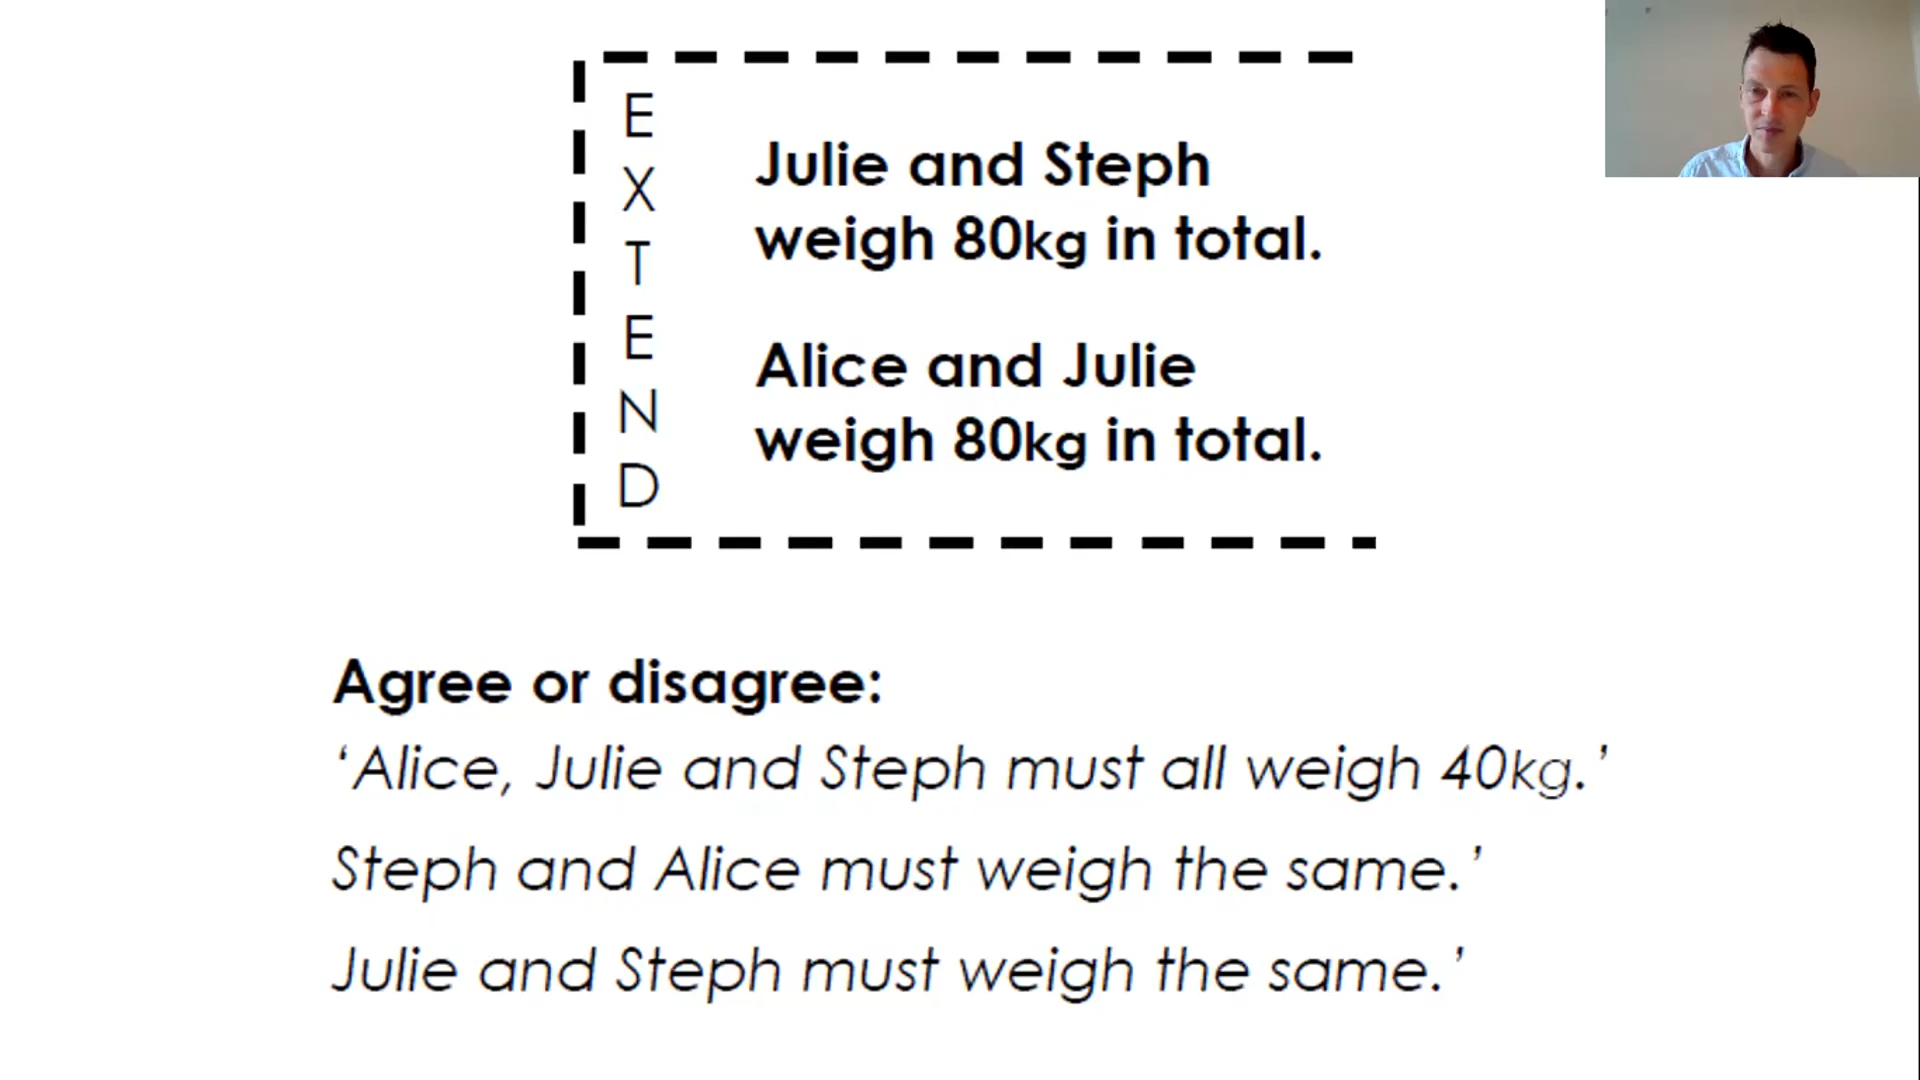 E
X
T
E
N
D
Julie and Steph
weigh 80kg in total.
Alice and Julie
weigh 80kg in total.
Agree or disagree:
‘Alice, Julie and Steph must all weigh 40kg.’
Steph and Alice must weigh the same.’
Julie and Steph must weigh the same.’